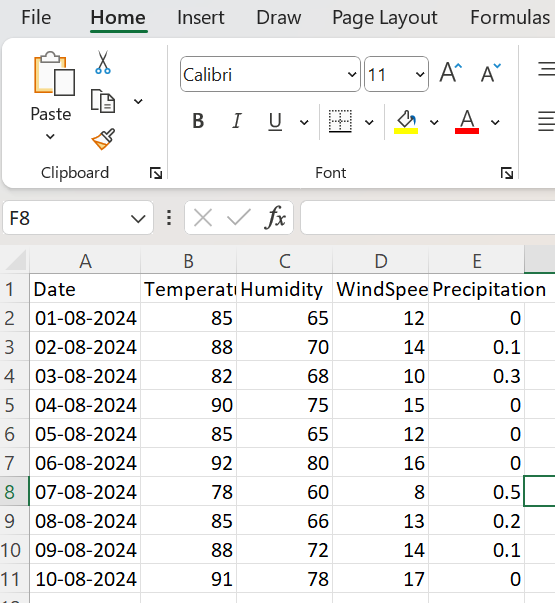 File Home Insert Draw Page Layout Formulas
Calibri 11 A A
Paste
B I U A
Clipboard Font
F8 fx
A B C D E
1 Date Temperatu Humidity WindSpee Precipitation
2 01-08-2024 85 65 12 0
3 02-08-2024 88 70 14 0.1
4 03-08-2024 82 68 10 0.3
5 04-08-2024 90 75 15 0
6 05-08-2024 85 65 12 0
7 06-08-2024 92 80 16 0
8 07-08-2024 78 60 8 0.5
9 08-08-2024 85 66 13 0.2
10 09-08-2024 88 72 14 0.1
11 10-08-2024 91 78 17 0